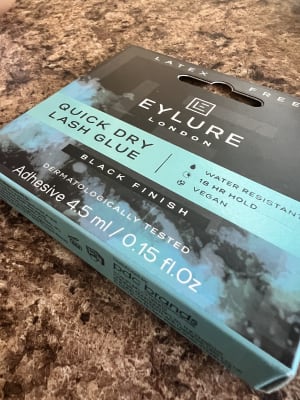 LATEX - FREE
E
EYLURE
LONDON
QUICK DRY
LASH GLUE
WATER RESISTANT
18 HR HOLD
VEGAN
BLACK FINISH
DERMATOLOGICALLY TESTED
Adhesive 4.5 ml / 0.15 fl.Oz
pdc brands